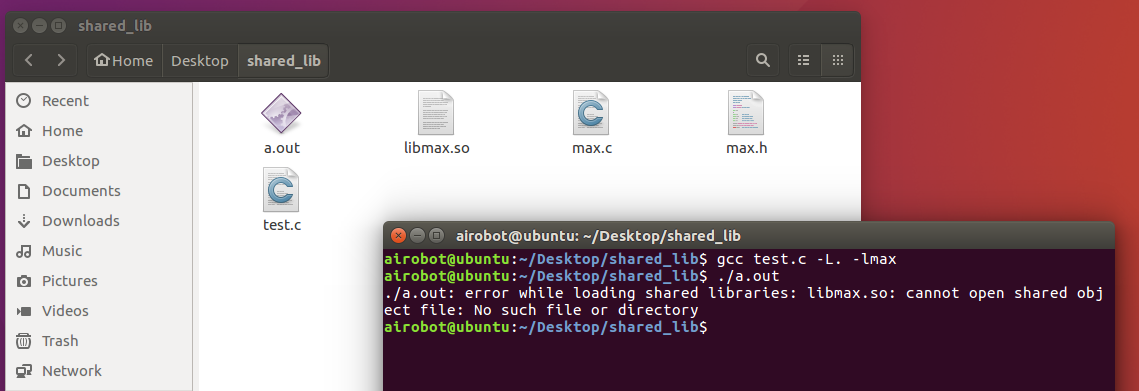 shared_lib
Home Desktop shared_lib
Recent
Home
Desktop
Documents
Downloads
Music
Pictures
Videos
Trash
Network
a.out libmax.so max.c max.h
test.c
airobot@ubuntu: ~/Desktop/shared_lib
airobot@ubuntu:~/Desktop/shared_lib$ gcc test.c -L. -lmax
airobot@ubuntu:~/Desktop/shared_lib$ ./a.out
./a.out: error while loading shared libraries: libmax.so: cannot open shared obj
ect file: No such file or directory
airobot@ubuntu:~/Desktop/shared_lib$